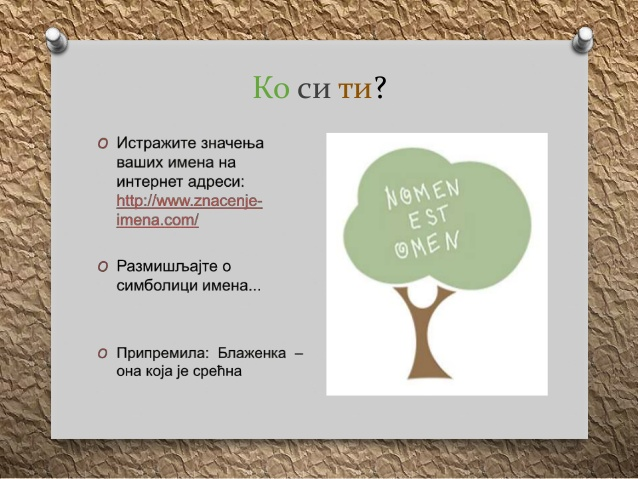 Ко си ти?
Истражите значења
ваших имена на
интернет адреси:
http://www.znacenje-
imena.com/
Размишљајте о
симболици имена...
Припремила: Блаженка –
она која је срећна
NOMEN
EST
OMEN